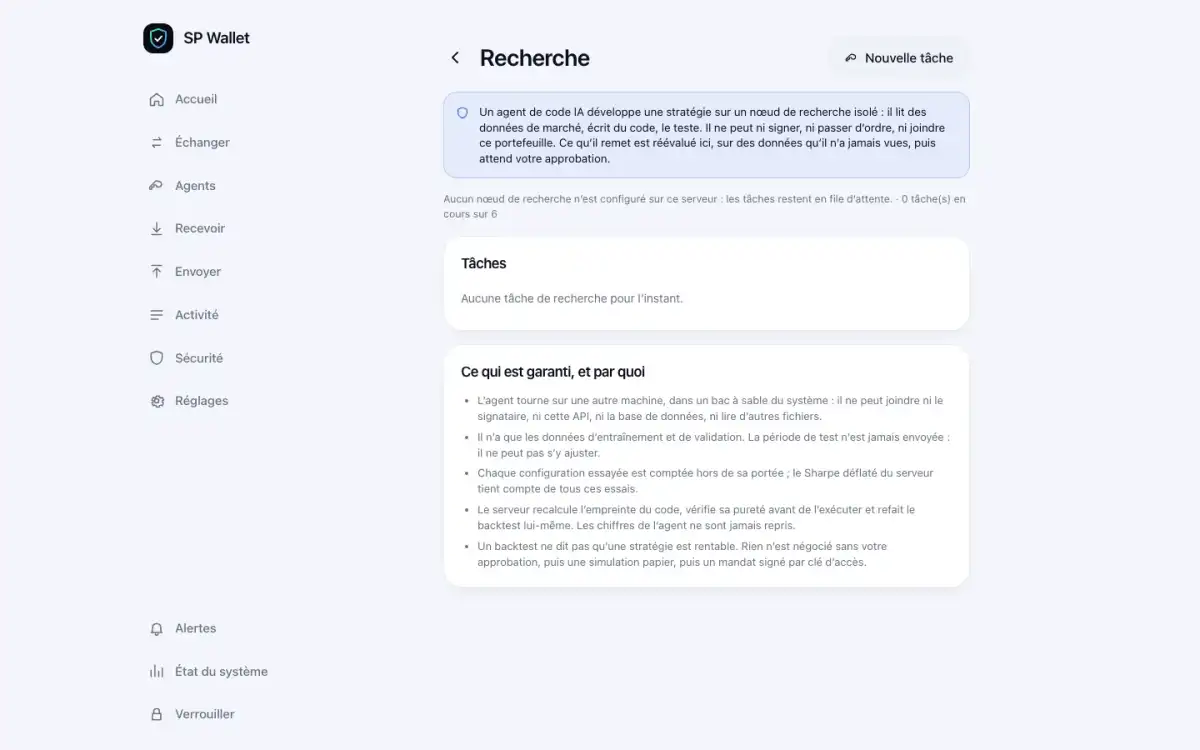 SP Wallet
Accueil
Échanger
Agents
Recevoir
Envoyer
Activité
Sécurité
Réglages
Alertes
État du système
Verrouiller
Recherche
Nouvelle tâche
Un agent de code IA développe une stratégie sur un nœud de recherche isolé : il lit des
données de marché, écrit du code, le teste. Il ne peut ni signer, ni passer d'ordre, ni joindre
ce portefeuille. Ce qu'il remet est réévalué ici, sur des données qu'il n'a jamais vues, puis
attend votre approbation.
Aucun nœud de recherche n'est configuré sur ce serveur : les tâches restent en file d'attente. · 0 tâche(s) en
cours sur 6
Tâches
Aucune tâche de recherche pour l'instant.
Ce qui est garanti, et par quoi
• L'agent tourne sur une autre machine, dans un bac à sable du système : il ne peut joindre ni le
signataire, ni cette API, ni la base de données, ni lire d'autres fichiers.
• Il n'a que les données d'entraînement et de validation. La période de test n'est jamais envoyée :
il ne peut pas s'y ajuster.
• Chaque configuration essayée est comptée hors de sa portée ; le Sharpe déflaté du serveur
tient compte de tous ces essais.
• Le serveur recalcule l'empreinte du code, vérifie sa pureté avant de l'exécuter et refait le
backtest lui-même. Les chiffres de l'agent ne sont jamais repris.
• Un backtest ne dit pas qu'une stratégie est rentable. Rien n'est négocié sans votre
approbation, puis une simulation papier, puis un mandat signé par clé d'accès.